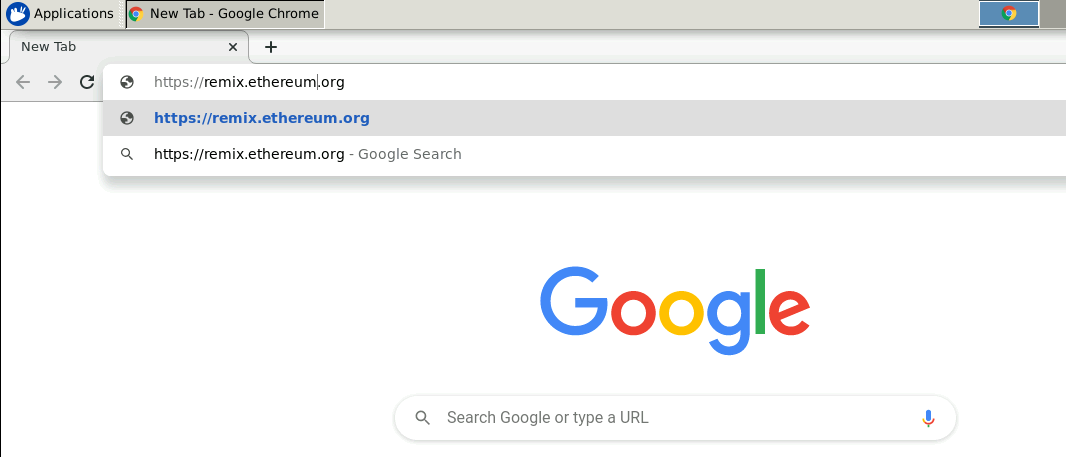 Applications New Tab - Google Chrome
New Tab
https://remix.ethereum.org
https://remix.ethereum.org
https://remix.ethereum.org - Google Search
Google
Search Google or type a URL